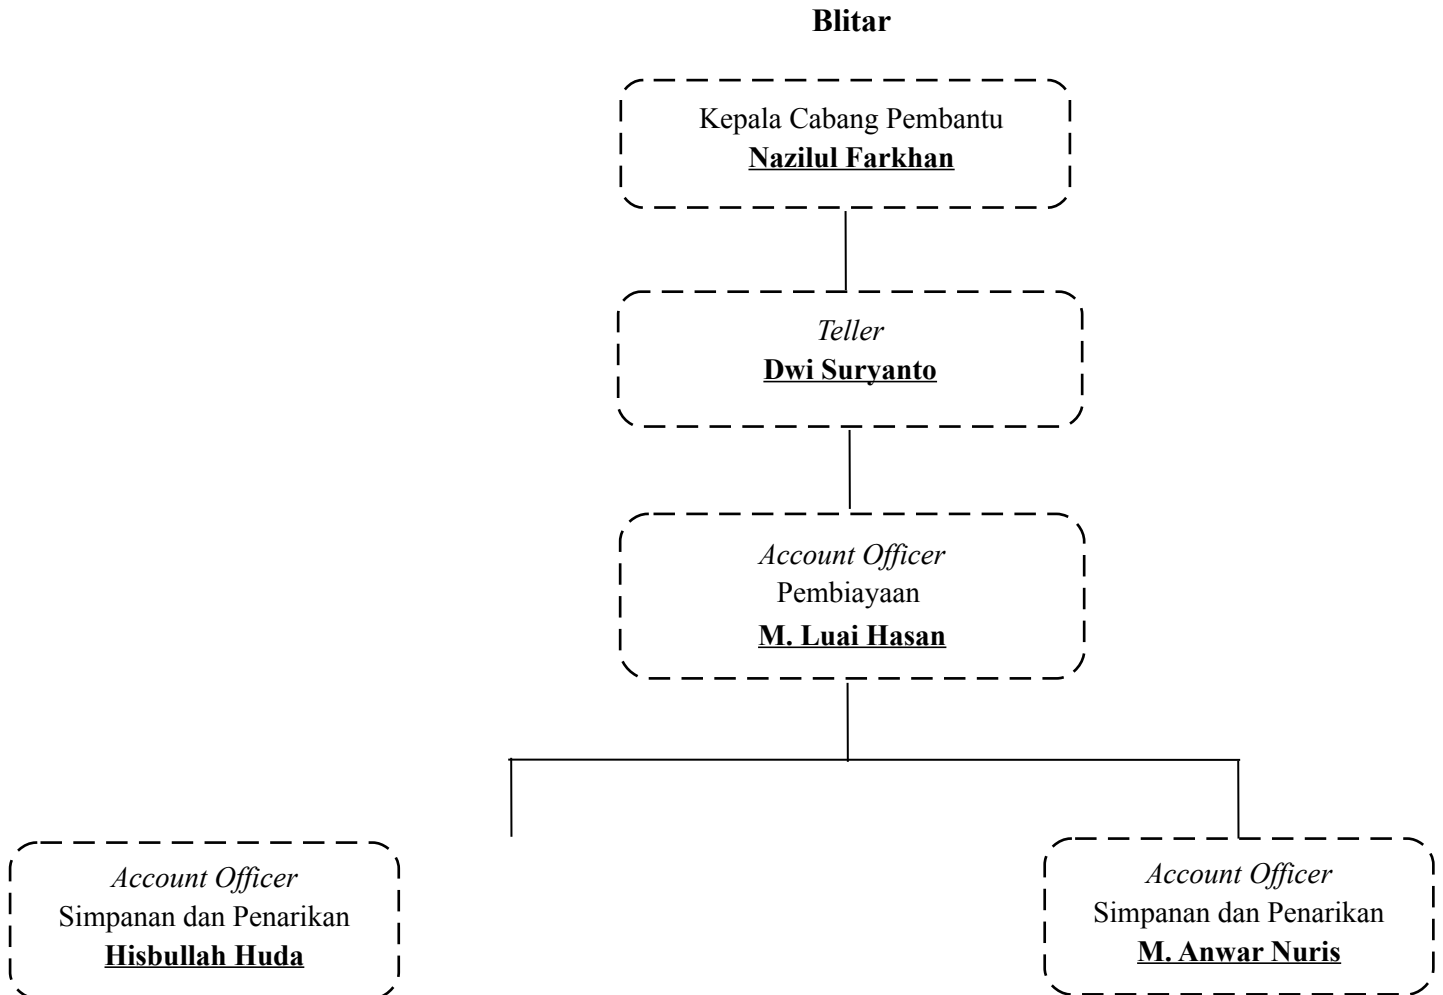 Blitar
Kepala Cabang Pembantu
Nazilul Farkhan
Teller
Dwi Suryanto
Account Officer
Pembiayaan
M. Luai Hasan
Account Officer
Simpanan dan Penarikan
Hisbullah Huda
Account Officer
Simpanan dan Penarikan
M. Anwar Nuris